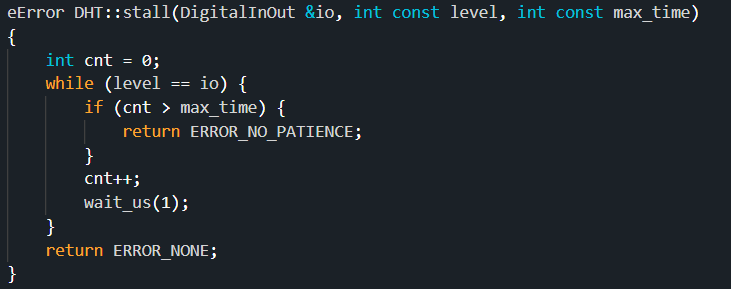 eError DHT::stall(DigitalInOut &io, int const level, int const max_time)
{
    int cnt = 0;
    while (level == io) {
        if (cnt > max_time) {
            return ERROR_NO_PATIENCE;
        }
        cnt++;
        wait_us(1);
    }
    return ERROR_NONE;
}